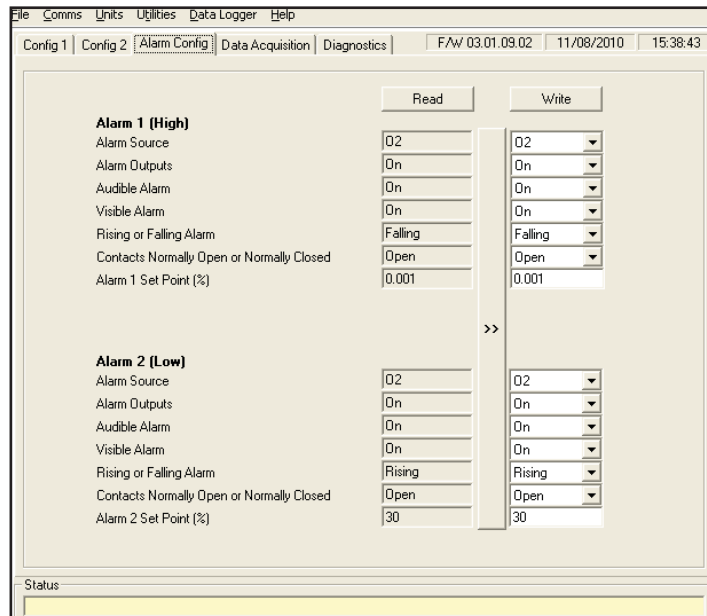 File Comms Units Utilities Data Logger Help
Config 1 Config 2 Alarm Config Data Acquisition Diagnostics F/W 03.01.09.02 11/08/2010 15:38:43
Read Write
Alarm 1 (High)
Alarm Source O2 O2
Alarm Outputs On On
Audible Alarm On On
Visible Alarm On On
Rising or Falling Alarm Falling Falling
Contacts Normally Open or Normally Closed Open Open
Alarm 1 Set Point (%) 0.001 0.001
>>
Alarm 2 (Low)
Alarm Source O2 O2
Alarm Outputs On On
Audible Alarm On On
Visible Alarm On On
Rising or Falling Alarm Rising Rising
Contacts Normally Open or Normally Closed Open Open
Alarm 2 Set Point (%) 30 30
Status